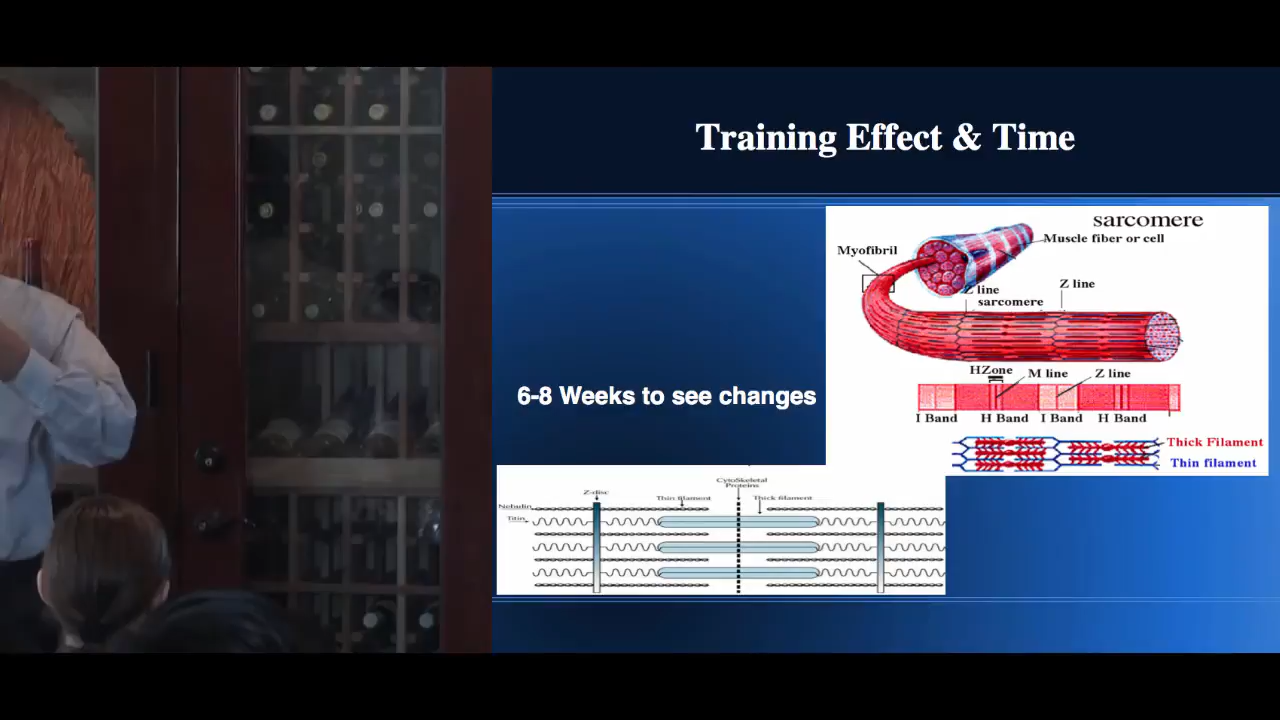 Training Effect & Time
sarcomere
Muscle fiber or cell
Myofibril
Z line
Z line
sarcomere
HZone
M line
Z line
6-8 Weeks to see changes
I Band
H Band
I Band
H Band
Thick Filament
Thin filament
CytoSkeletal
Proteins
Z-disc
Thin filament
Thick filament
Nebulin
Titin